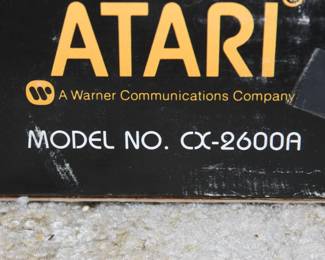 ATARI®
A Warner Communications Company
MODEL NO. CX-2600A